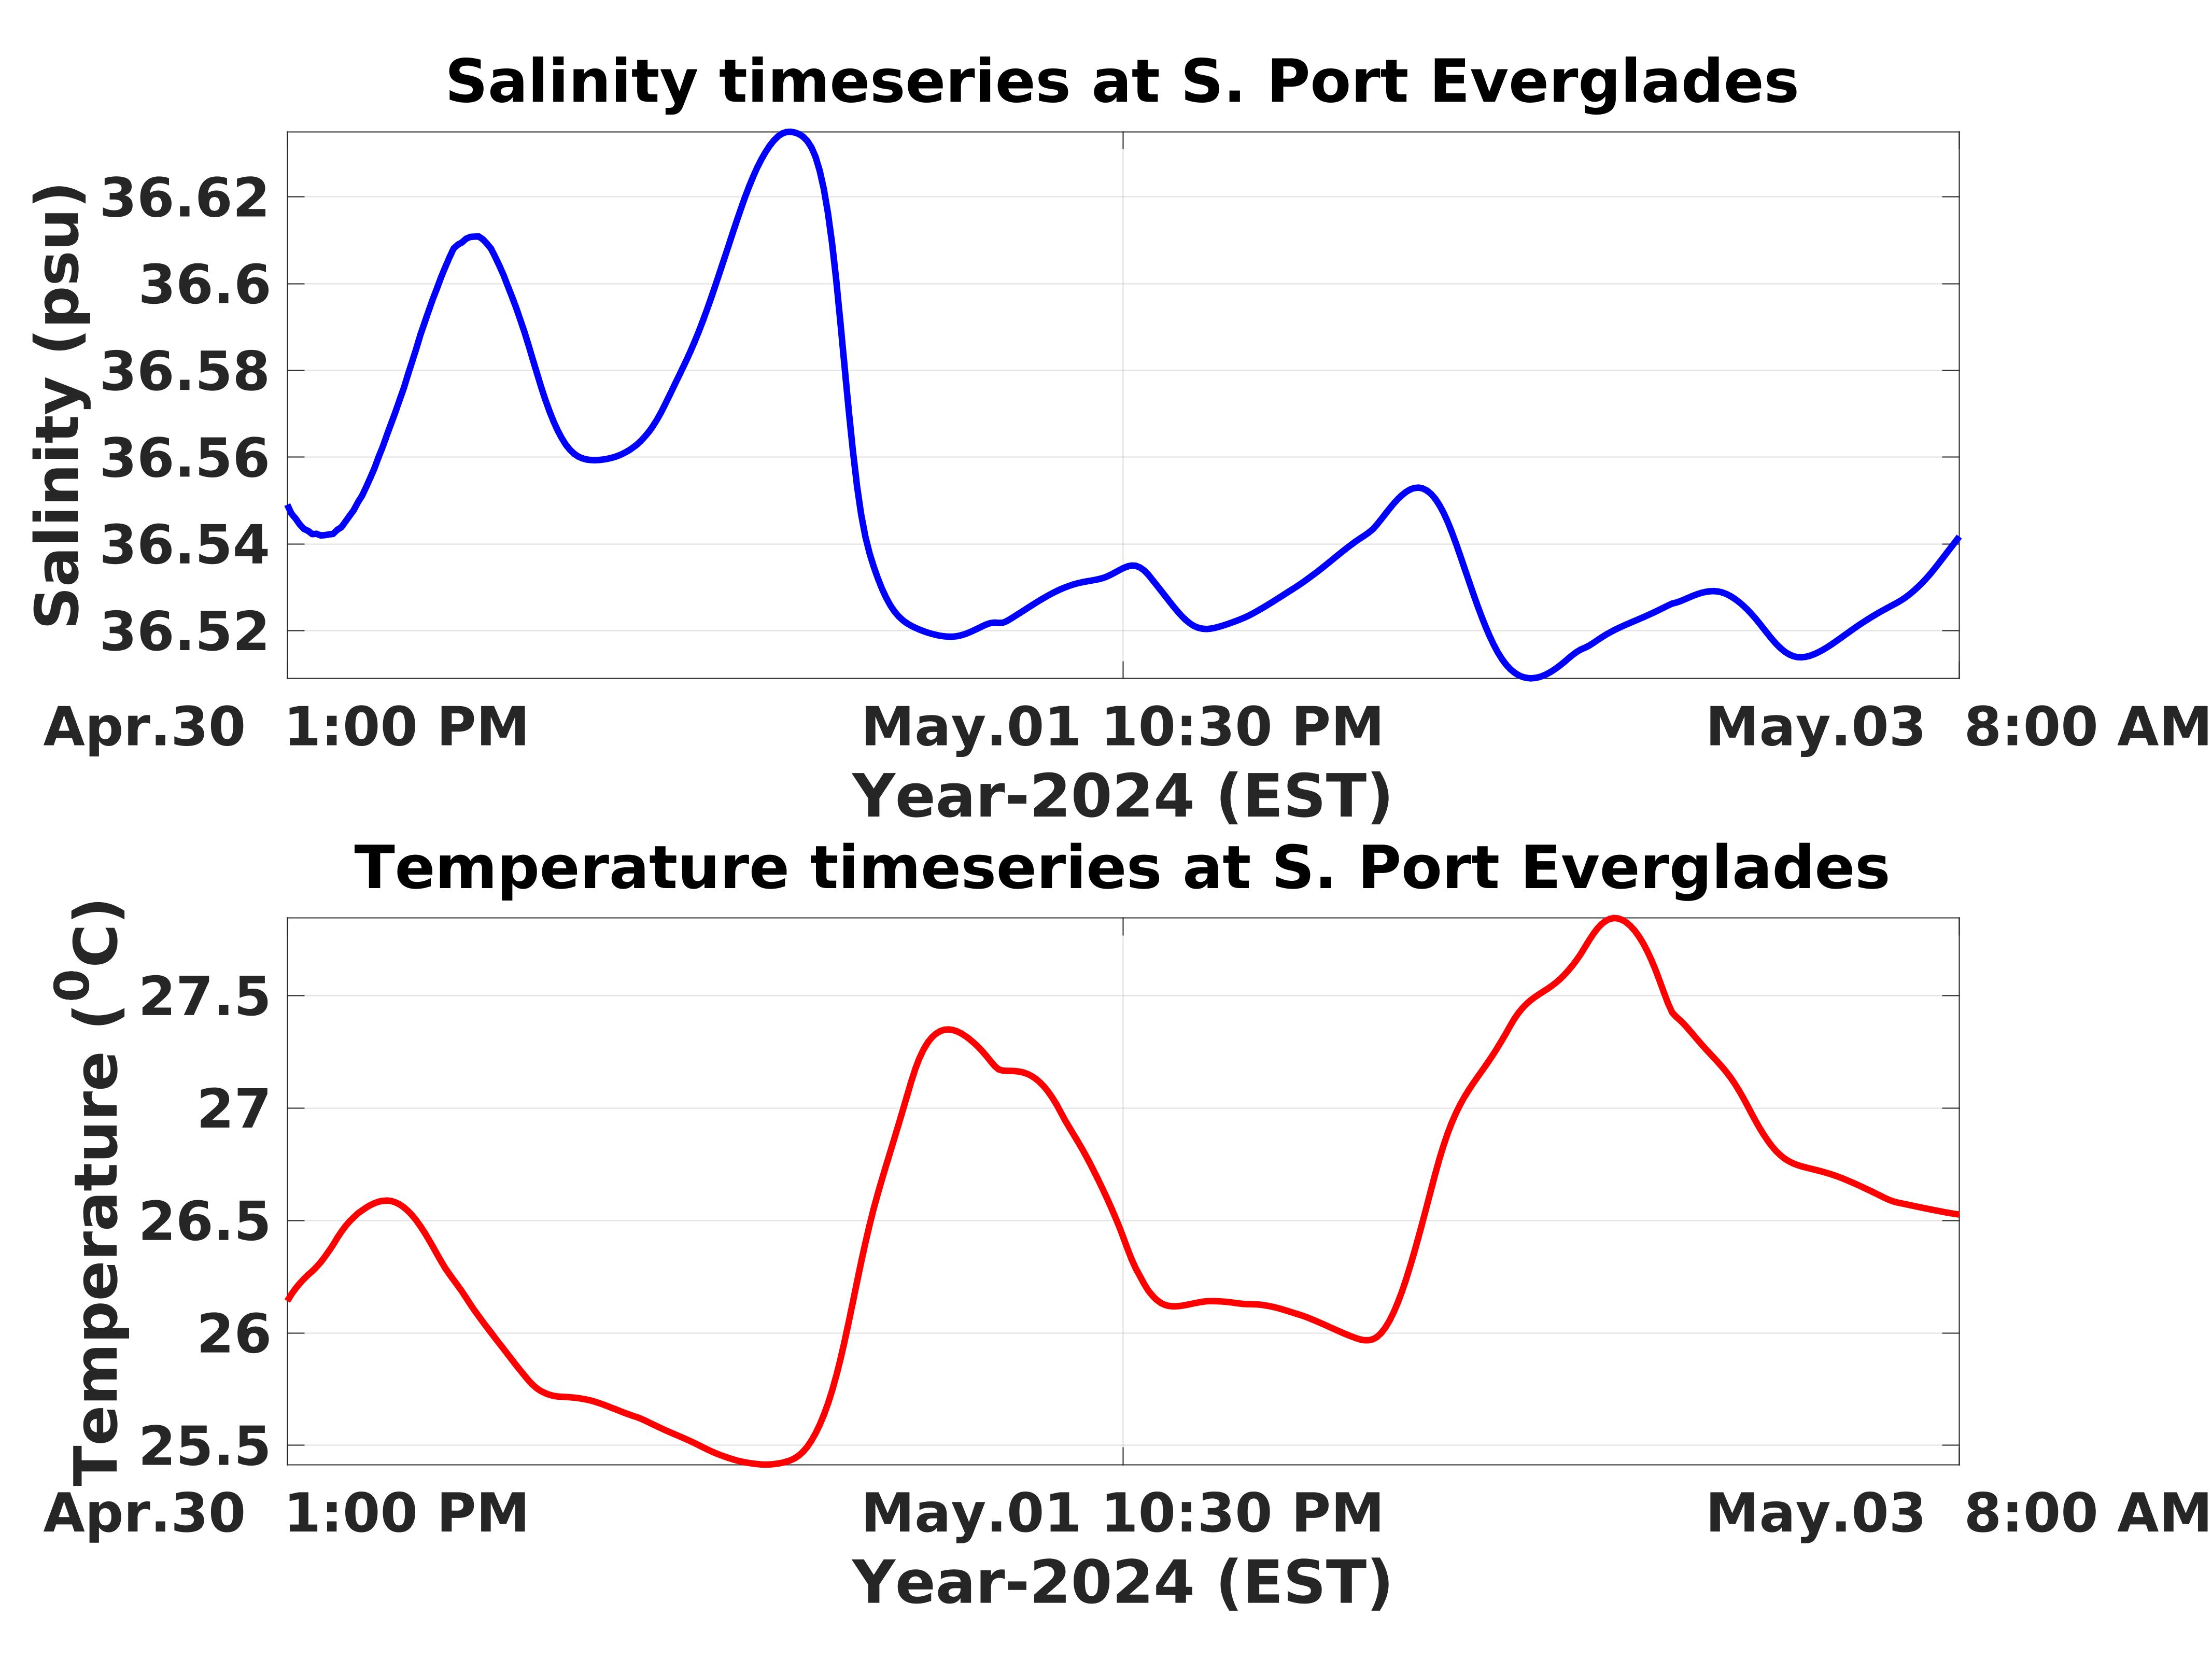 Salinity timeseries at S. Port Everglades
Salinity (psu)
36.62
36.6
36.58
36.56
36.54
36.52
Apr.30 1:00 PM May.01 10:30 PM May.03 8:00 AM
Year-2024 (EST)
Temperature timeseries at S. Port Everglades
Temperature (⁰C)
27.5
27
26.5
26
25.5
Apr.30 1:00 PM May.01 10:30 PM May.03 8:00 AM
Year-2024 (EST)